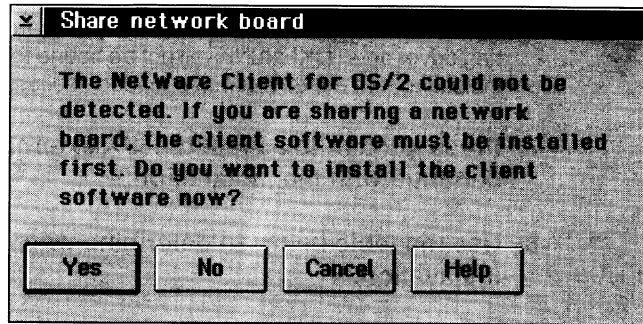 Share network board
The NetWare Client for OS/2 could not be
detected. If you are sharing a network
board, the client software must be installed
first. Do you want to install the client
software now?
Yes
No
Cancel
Help